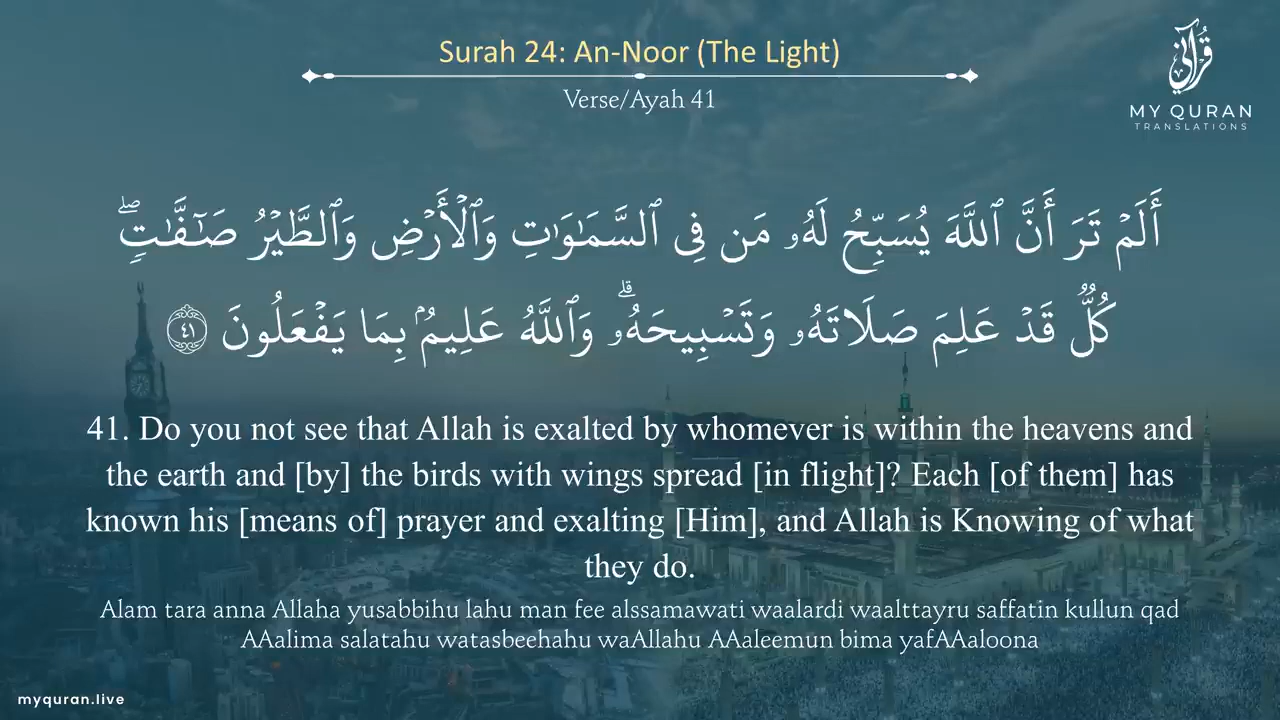 Surah 24: An-Noor (The Light)
Verse/Ayah 41
قُرْآنِي
MY QURAN
TRANSLATIONS
أَلَمْ تَرَ أَنَّ ٱللَّهَ يُسَبِّحُ لَهُۥ مَن فِى ٱلسَّمَـٰوَٰتِ وَٱلْأَرْضِ وَٱلطَّيْرُ صَـٰٓفَّـٰتٍۢ ۖ
كُلٌّۭ قَدْ عَلِمَ صَلَاتَهُۥ وَتَسْبِيحَهُۥ ۗ وَٱللَّهُ عَلِيمٌۢ بِمَا يَفْعَلُونَ ٤١
41. Do you not see that Allah is exalted by whomever is within the heavens and
the earth and [by] the birds with wings spread [in flight]? Each [of them] has
known his [means of] prayer and exalting [Him], and Allah is Knowing of what
they do.
Alam tara anna Allaha yusabbihu lahu man fee alssamawati waalardi waalttayru saffatin kullun qad
AAalima salatahu watasbeehahu waAllahu AAaleemun bima yafAAaloona
myquran.live